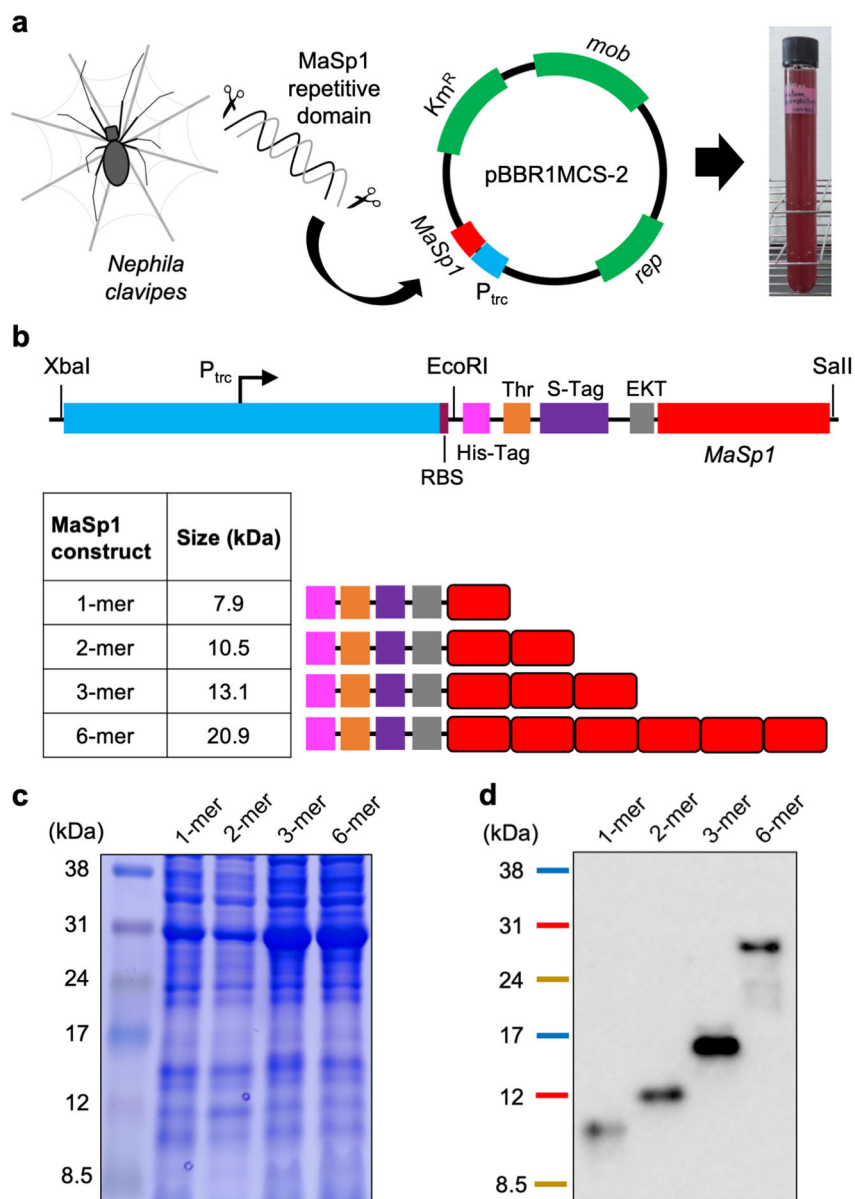 a
MaSp1
repetitive
domain
Nephila
clavipes
Km^R
mob
pBBR1MCS-2
MaSp1
P_trc
rep
b
XbaI
P_trc
EcoRI
SalI
Thr
S-Tag
EKT
His-Tag
MaSp1
RBS
MaSp1 construct
Size (kDa)
1-mer
7.9
2-mer
10.5
3-mer
13.1
6-mer
20.9
c
(kDa)
1-mer
2-mer
3-mer
6-mer
38
31
24
17
12
8.5
d
(kDa)
1-mer
2-mer
3-mer
6-mer
38
31
24
17
12
8.5